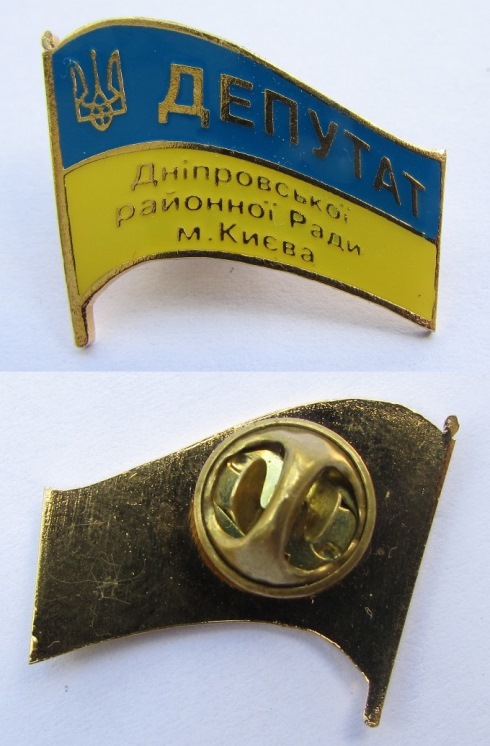 ДЕПУТАТ
Дніпровської
районної Ради
м. Києва